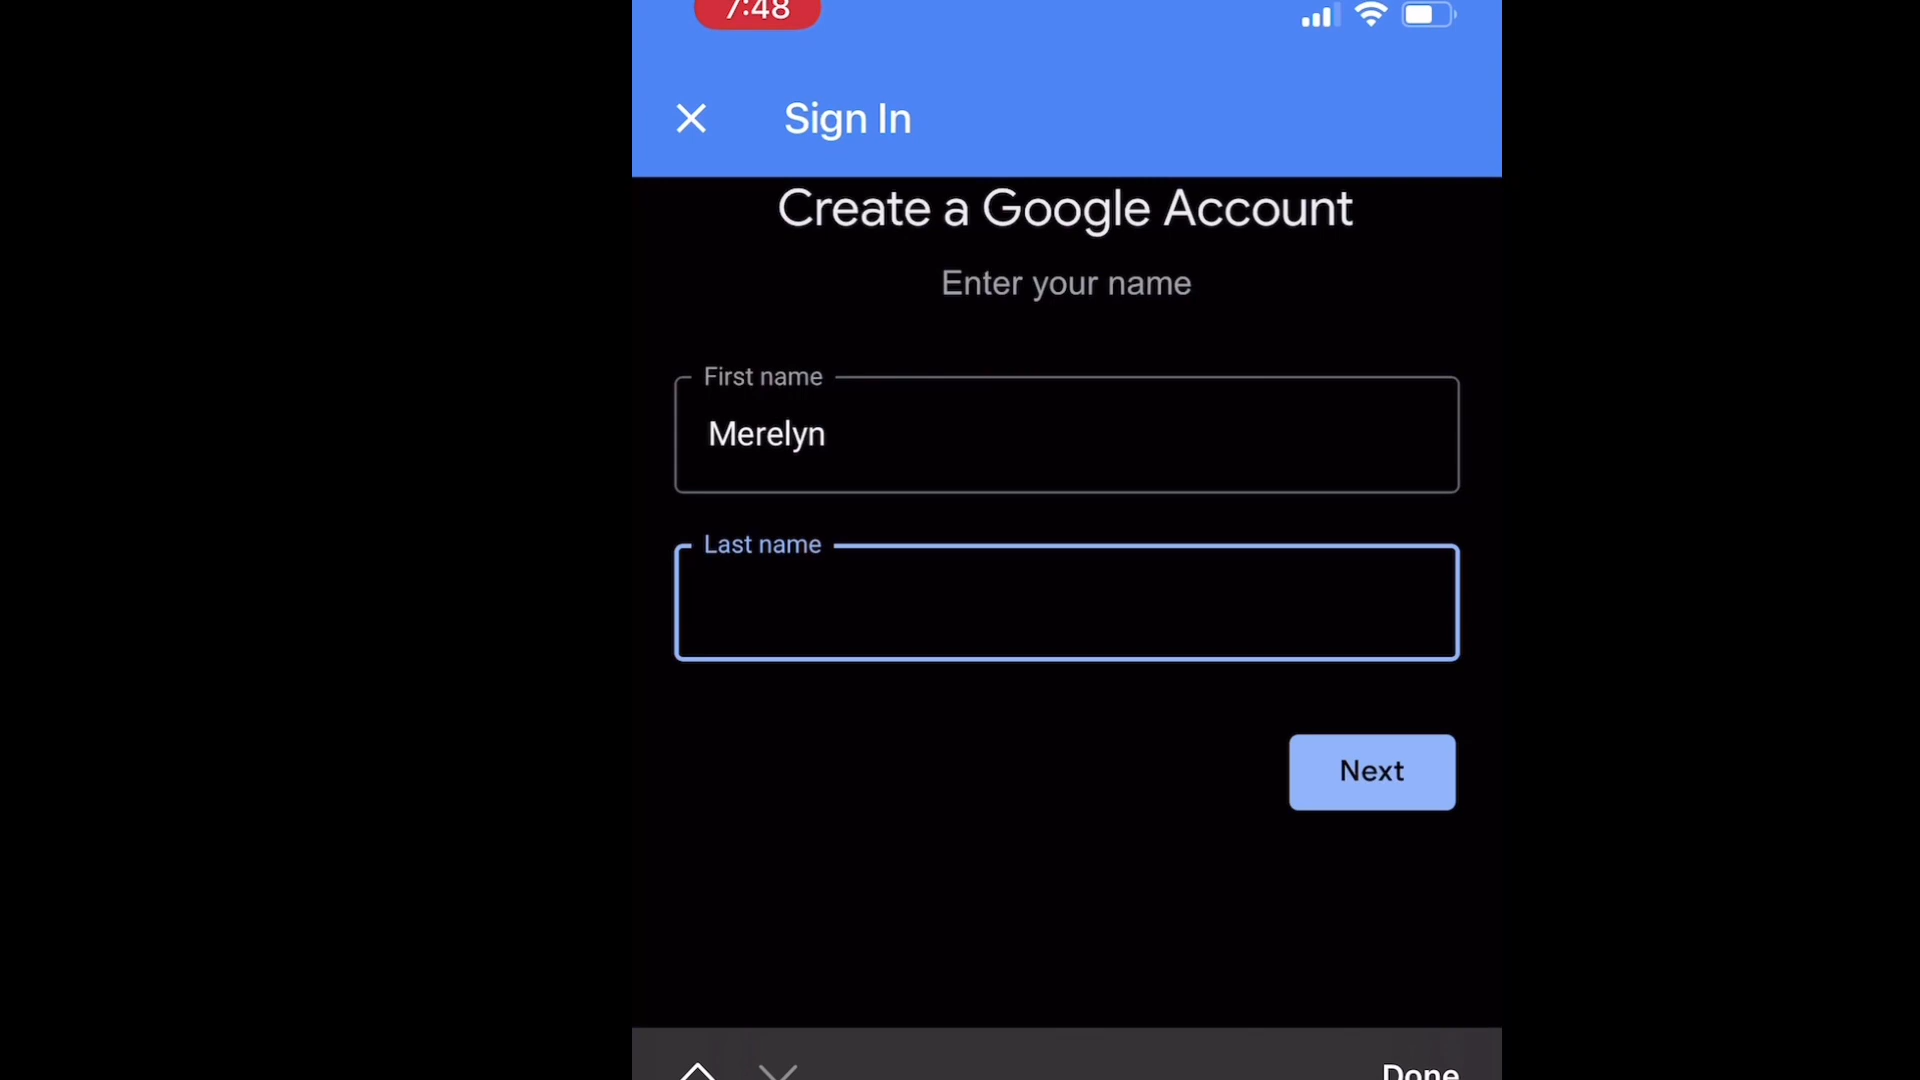 7:48
Sign In
Create a Google Account
Enter your name
First name
Merelyn
Last name
Next
Done